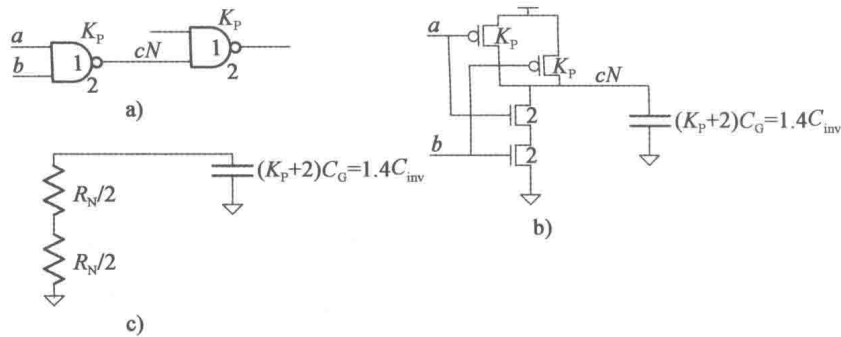 K_P
K_P
a
1
cN
1
b
2
2
a)
a
K_P
K_P
cN
2
(K_P+2)C_G=1.4C_inv
b
2
b)
(K_P+2)C_G=1.4C_inv
R_N/2
R_N/2
c)